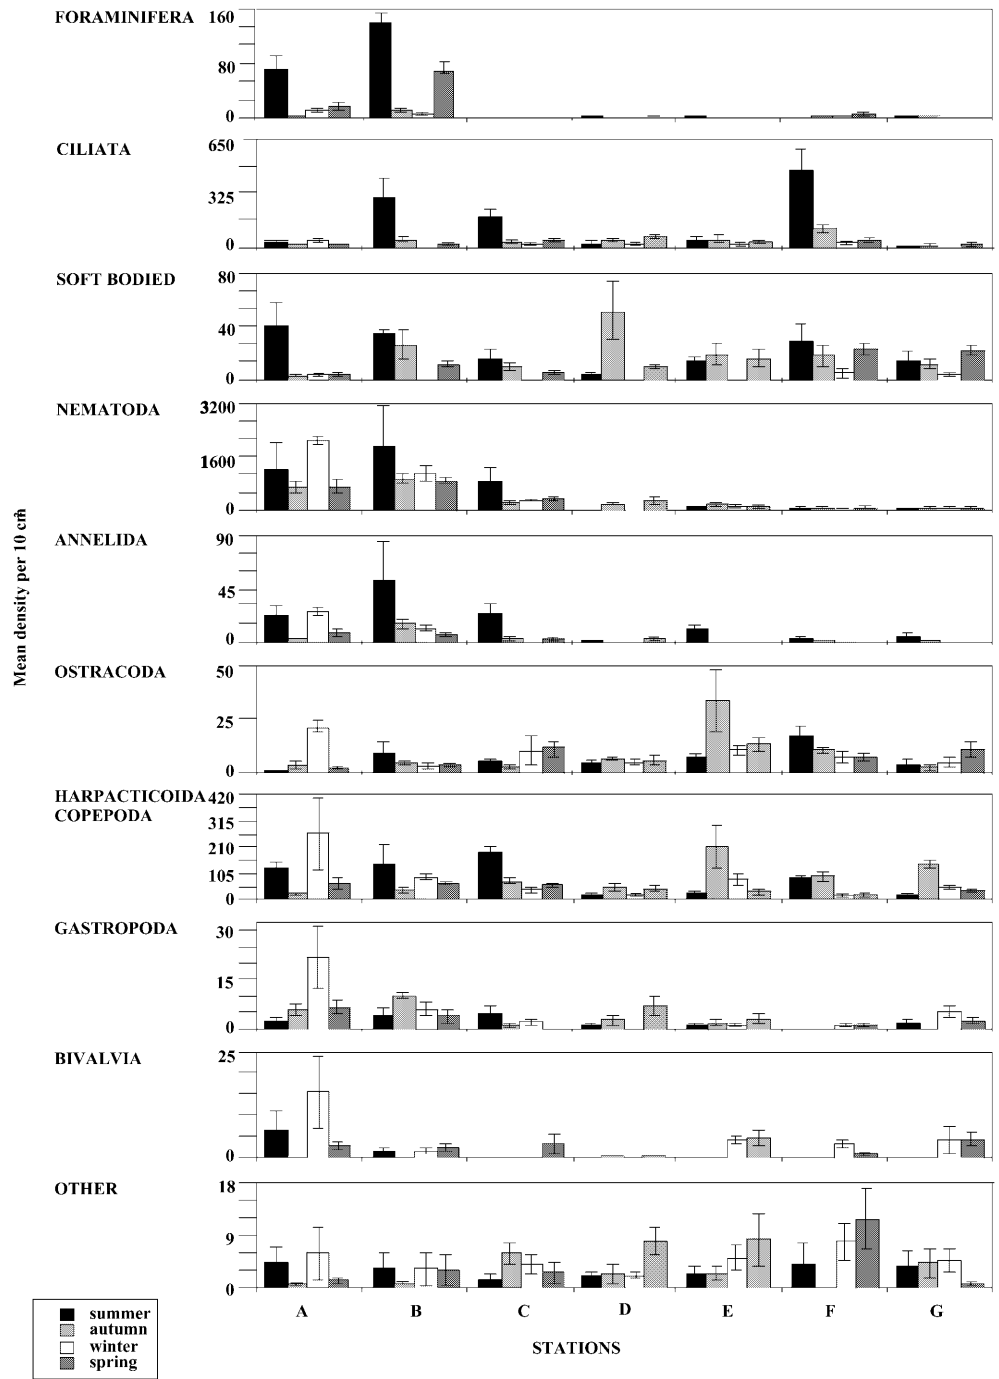 FORAMINIFERA 160
80
0
CILIATA 650
325
0
SOFT BODIED 80
40
0
NEMATODA 3200
1600
0
ANNELIDA 90
45
0
OSTRACODA 50
25
0
HARPACTICOIDA 420
COPEPODA 315
210
105
0
GASTROPODA 30
15
0
BIVALVIA 25
0
OTHER 18
9
0
Mean density per 10 cm²
A B C D E F G
STATIONS
summer
autumn
winter
spring